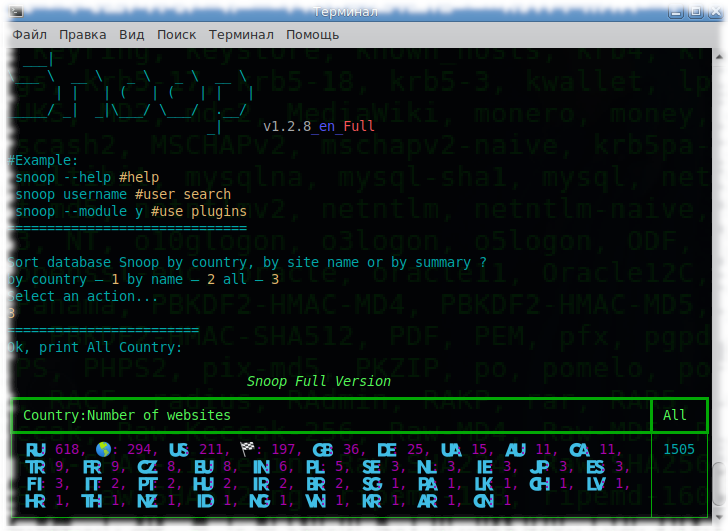 Терминал
Файл Правка Вид Поиск Терминал Помощь
v1.2.8_en_Full
#Example:
snoop --help #help
snoop username #user search
snoop --module y #use plugins
==============================
Sort database Snoop by country, by site name or by summary ?
by country — 1 by name — 2 all — 3
Select an action...
3
========================
Ok, print All Country:
Snoop Full Version
Country:Number of websites All
RU 618, 🌎: 294, US 211, 🏁: 197, GB 36, DE 25, UA 15, AU 11, CA 11, 1505
TR 9, FR 9, CZ 8, EU 8, IN 6, PL 5, SE 3, NL 3, IE 3, JP 3, ES 3,
FI 3, IT 2, PT 2, HU 2, IR 2, BR 2, SG 1, PA 1, LK 1, CH 1, LV 1,
HR 1, TH 1, NZ 1, ID 1, NG 1, VN 1, KR 1, AR 1, CN 1